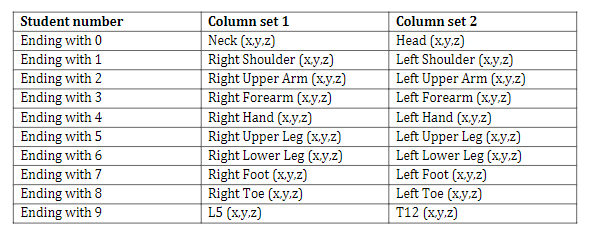 Student number Column set 1 Column set 2
Ending with 0 Neck (x,y,z) Head (x,y,z)
Ending with 1 Right Shoulder (x,y,z) Left Shoulder (x,y,z)
Ending with 2 Right Upper Arm (x,y,z) Left Upper Arm (x,y,z)
Ending with 3 Right Forearm (x,y,z) Left Forearm (x,y,z)
Ending with 4 Right Hand (x,y,z) Left Hand (x,y,z)
Ending with 5 Right Upper Leg (x,y,z) Left Upper Leg (x,y,z)
Ending with 6 Right Lower Leg (x,y,z) Left Lower Leg (x,y,z)
Ending with 7 Right Foot (x,y,z) Left Foot (x,y,z)
Ending with 8 Right Toe (x,y,z) Left Toe (x,y,z)
Ending with 9 L5 (x,y,z) T12 (x,y,z)